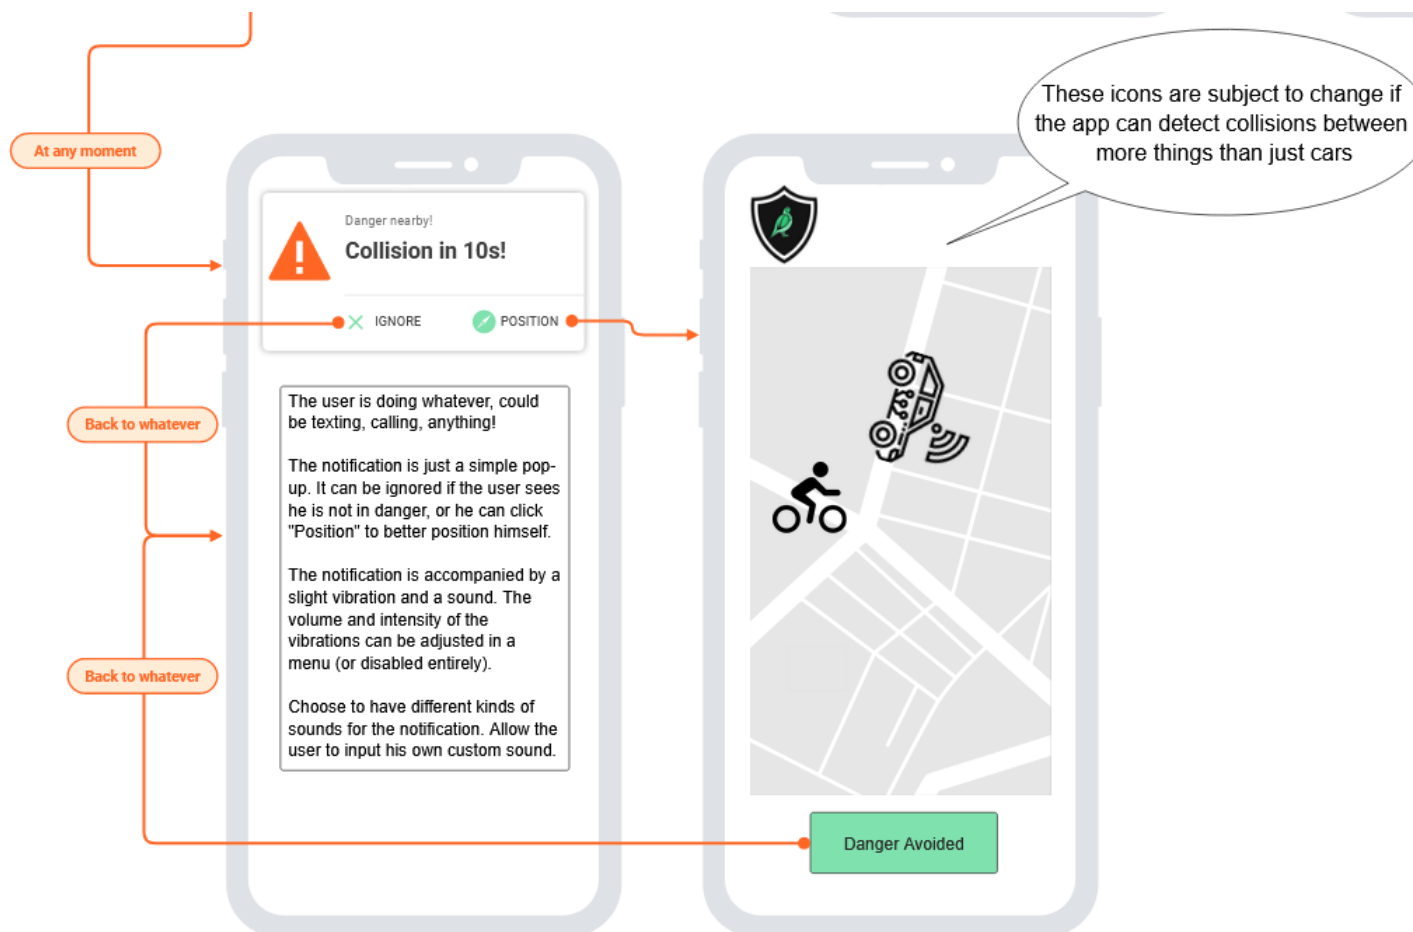 At any moment
Danger nearby!
Collision in 10s!
IGNORE
POSITION
Back to whatever
The user is doing whatever, could
be texting, calling, anything!
The notification is just a simple pop-
up. It can be ignored if the user sees
he is not in danger, or he can click
"Position" to better position himself.
The notification is accompanied by a
slight vibration and a sound. The
volume and intensity of the
vibrations can be adjusted in a
menu (or disabled entirely).
Choose to have different kinds of
sounds for the notification. Allow the
user to input his own custom sound.
Back to whatever
These icons are subject to change if
the app can detect collisions between
more things than just cars
Danger Avoided